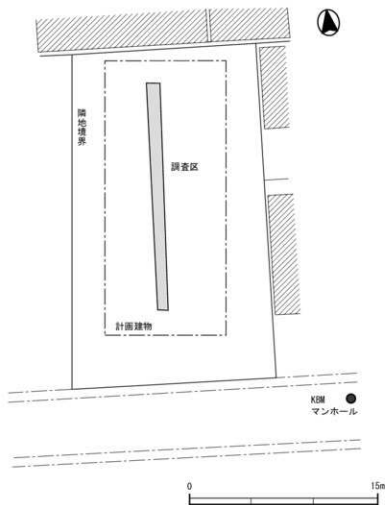 隣地境界
調査区
計画建物
KBM
マンホール
0 15m